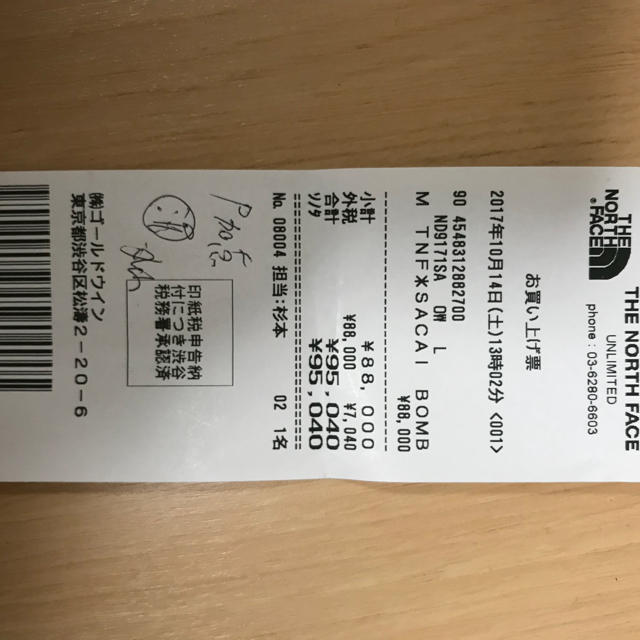 THE
NORTH
FACE®
THE NORTH FACE
UNLIMITED
phone : 03-6280-6603
お買い上げ票
2017年10月14日(土)13時02分 <001>
90 4548312882700
ND9171SA OW L ¥88,000
M TNF*SACAI BOMB
小計 ¥88,000
外税 ¥88,000 ¥7,040
合計 ¥95,040
ソノタ ¥95,040
No. 08004 担当:杉本 02 1名
印紙税申告納
付につき渋谷
税務署承認済
㈱ゴールドウイン
東京都渋谷区松濤2-20-6